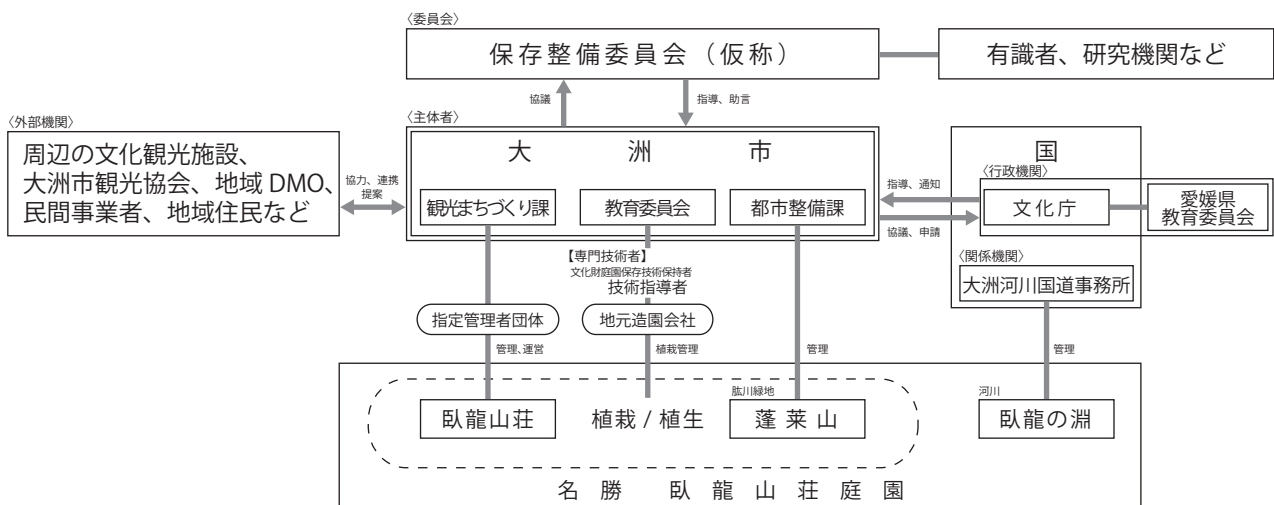 〈委員会〉
保存整備委員会（仮称）
有識者、研究機関など
協議
指導、助言
〈外部機関〉
周辺の文化観光施設、
大洲市観光協会、地域 DMO、
民間事業者、地域住民など
協力、連携
提案
〈主体者〉
大洲市
観光まちづくり課
教育委員会
都市整備課
指導、通知
協議、申請
国
〈行政機関〉
文化庁
愛媛県
教育委員会
〈関係機関〉
大洲河川国道事務所
【専門技術者】
文化財庭園保存技術保持者
技術指導者
指定管理者団体
地元造園会社
管理、運営
植栽管理
管理
管理
臥龍山荘
植栽 / 植生
肱川緑地
蓬莱山
河川
臥龍の淵
名勝 臥龍山荘庭園